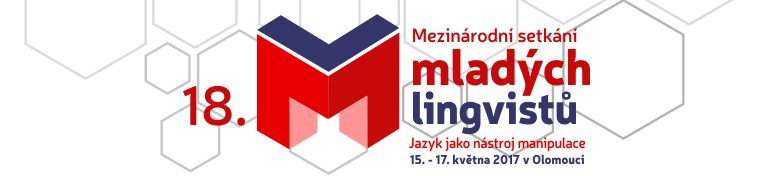 18.
Mezinárodní setkání
mladých
lingvistů
Jazyk jako nástroj manipulace
15. - 17. května 2017 v Olomouci